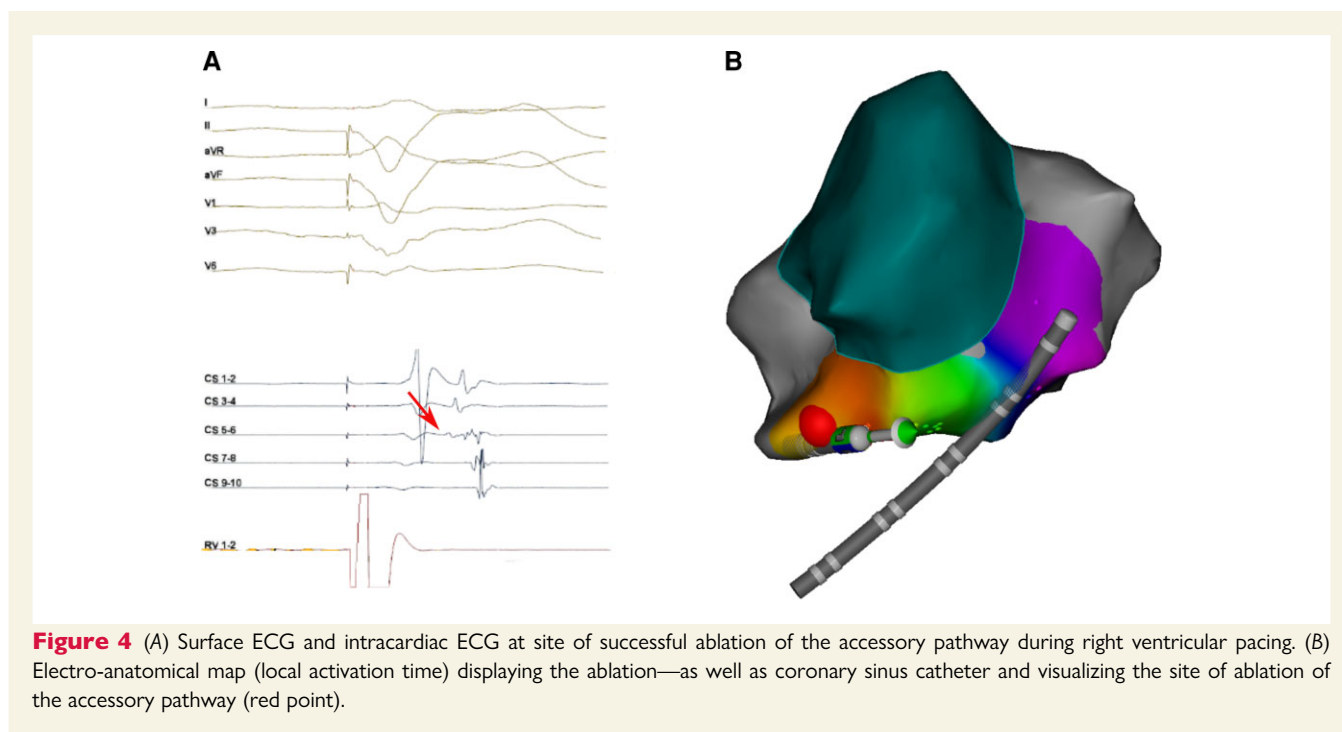 A
B
I
II
aVR
aVF
V1
V3
V6
CS 1-2
CS 3-4
CS 5-6
CS 7-8
CS 9-10
RV 1-2
Figure 4 (A) Surface ECG and intracardiac ECG at site of successful ablation of the accessory pathway during right ventricular pacing. (B)
Electro-anatomical map (local activation time) displaying the ablation—as well as coronary sinus catheter and visualizing the site of ablation of
the accessory pathway (red point).